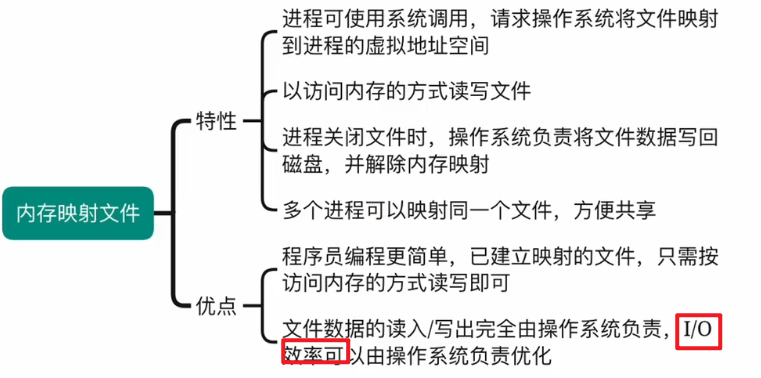 进程可使用系统调用，请求操作系统将文件映射
到进程的虚拟地址空间
特性
以访问内存的方式读写文件
进程关闭文件时，操作系统负责将文件数据写回
磁盘，并解除内存映射
内存映射文件
多个进程可以映射同一个文件，方便共享
程序员编程更简单，已建立映射的文件，只需按
访问内存的方式读写即可
优点
文件数据的读入/写出完全由操作系统负责，I/O
效率可以由操作系统负责优化